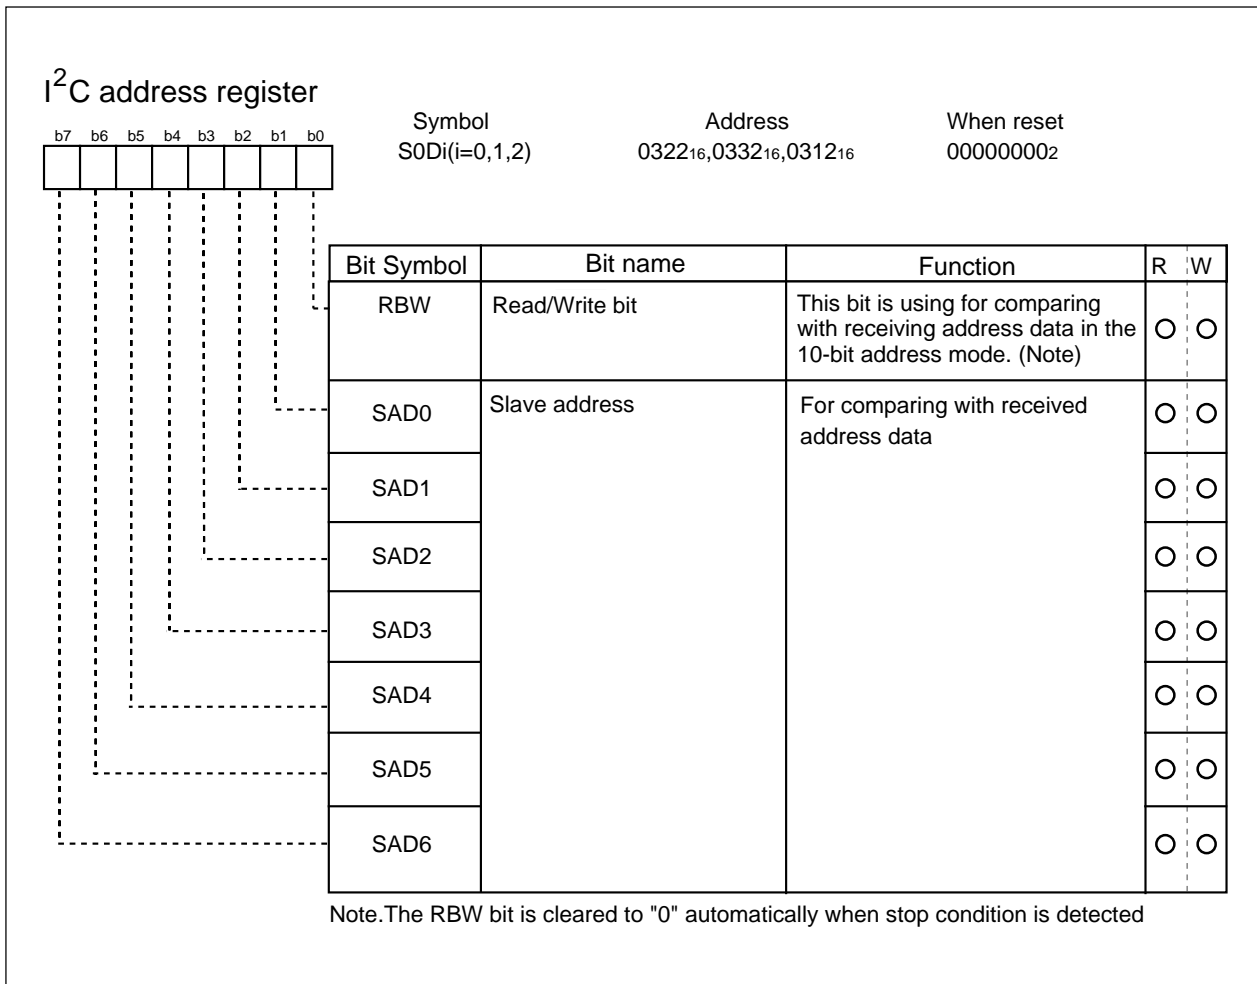 I²C address register
b7 b6 b5 b4 b3 b2 b1 b0
Symbol Address When reset
S0Di(i=0,1,2) 0322₁₆,0332₁₆,0312₁₆ 00000000₂
Bit Symbol Bit name Function R W
RBW Read/Write bit This bit is using for comparing
with receiving address data in the
10-bit address mode. (Note)
SAD0 Slave address For comparing with received
address data
SAD1
SAD2
SAD3
SAD4
SAD5
SAD6
Note.The RBW bit is cleared to "0" automatically when stop condition is detected